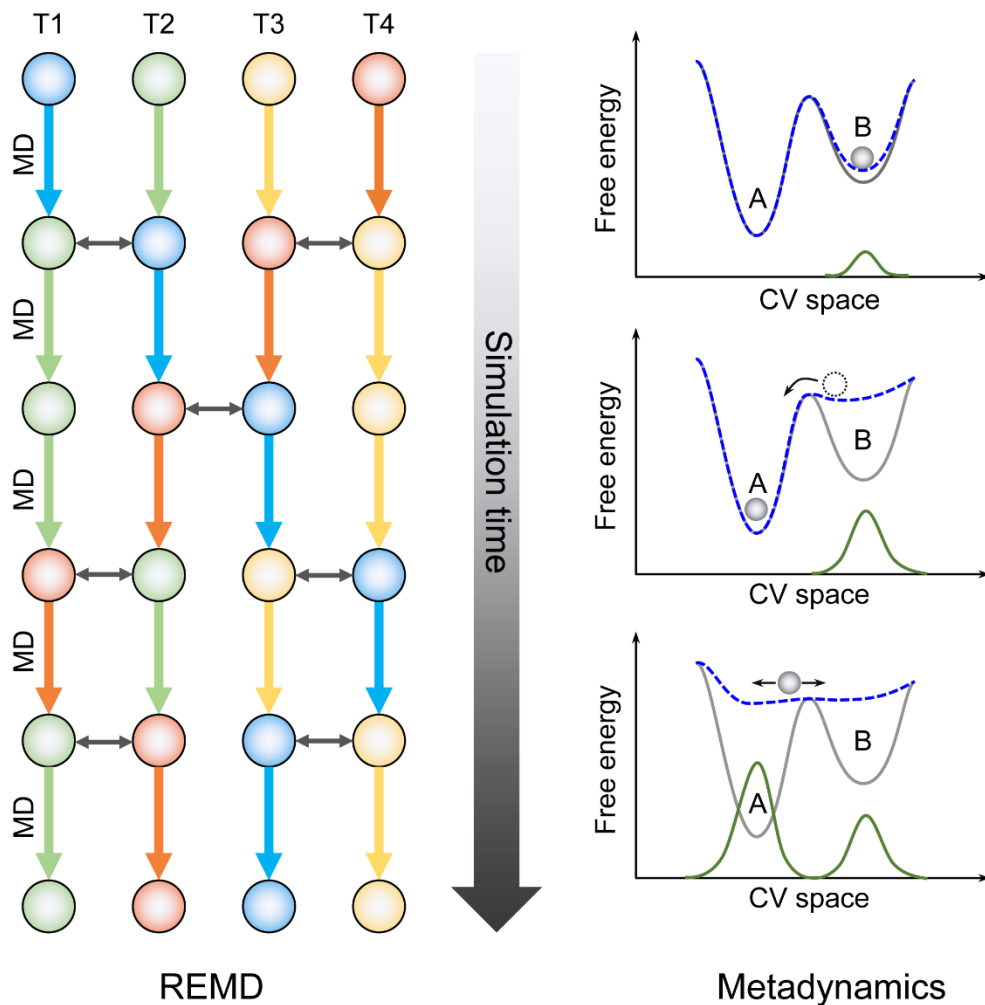 T1 T2 T3 T4
MD
MD
MD
MD
MD
Simulation time
REMD
Free energy
A
B
CV space
Free energy
A
B
CV space
Free energy
A
B
CV space
Metadynamics